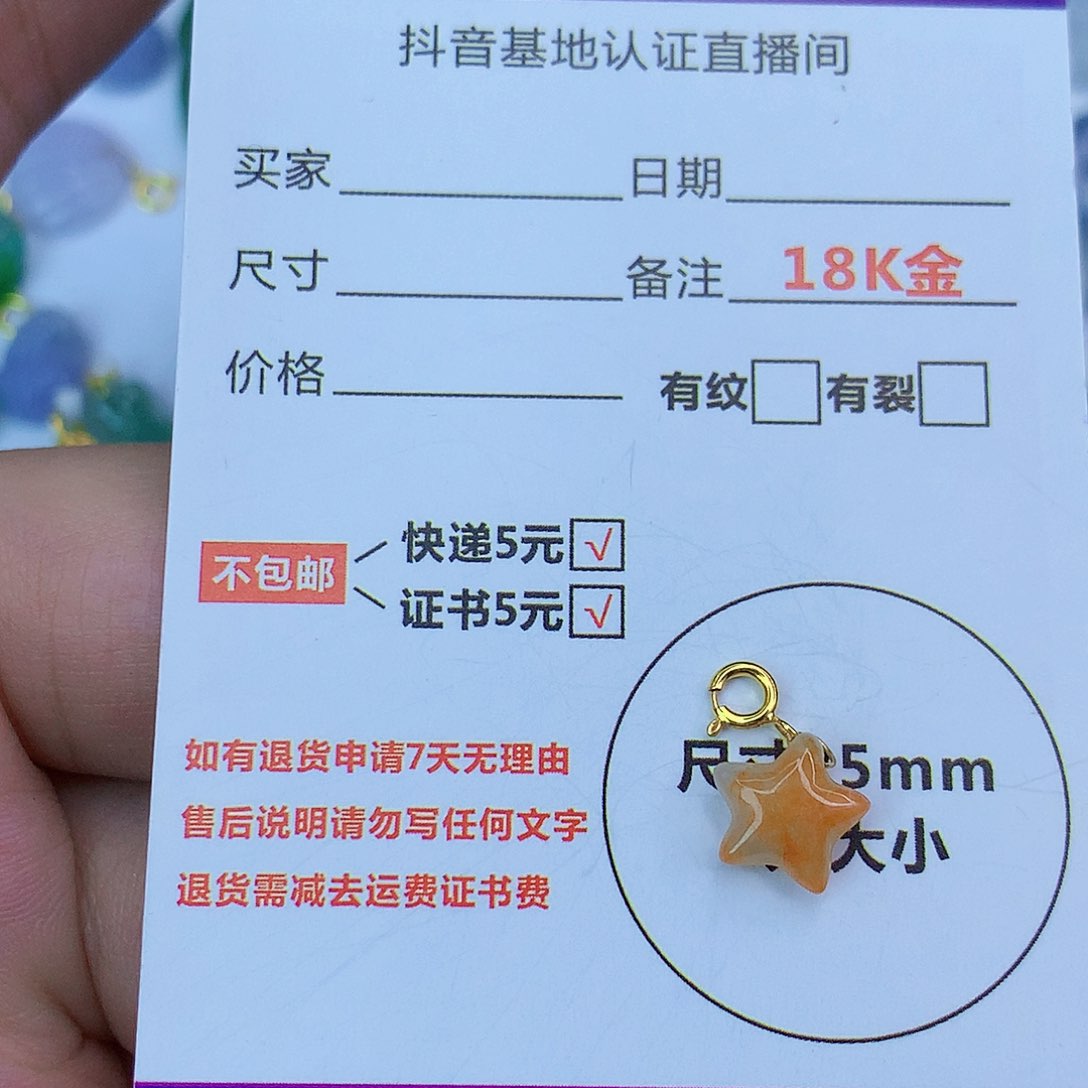 抖音基地认证直播间
买家 日期
尺寸 备注 18K金
价格 有纹 有裂
不包邮
快递5元 √
证书5元 √
如有退货申请7天无理由
售后说明请勿写任何文字
退货需减去运费证书费
尺 5mm
大小